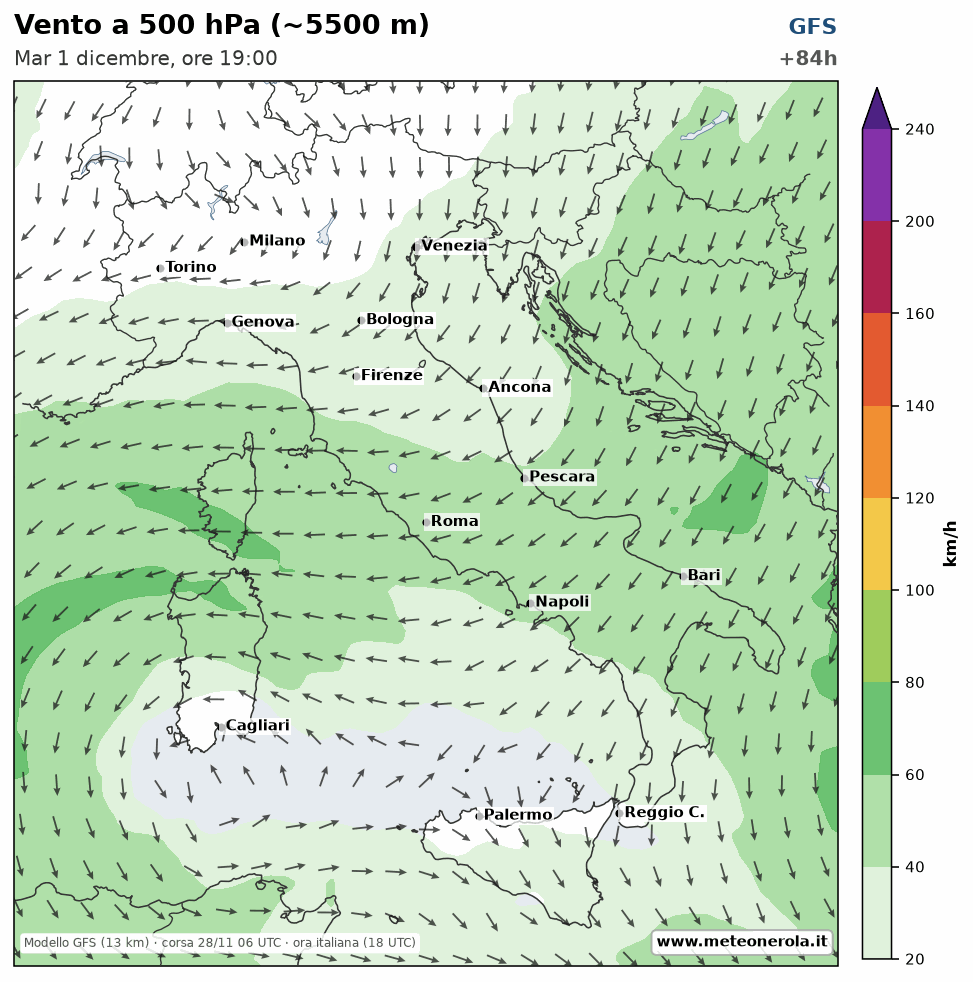 Vento a 500 hPa (~5500 m)
GFS
Mar 1 dicembre, ore 19:00
+84h
Milano
Venezia
Torino
Genova
Bologna
Firenze
Ancona
Pescara
Roma
Bari
Napoli
Cagliari
Palermo
Reggio C.
Modello GFS (13 km) · corsa 28/11 06 UTC · ora italiana (18 UTC)
www.meteonerola.it
240
200
160
140
120
100
80
60
40
20
km/h